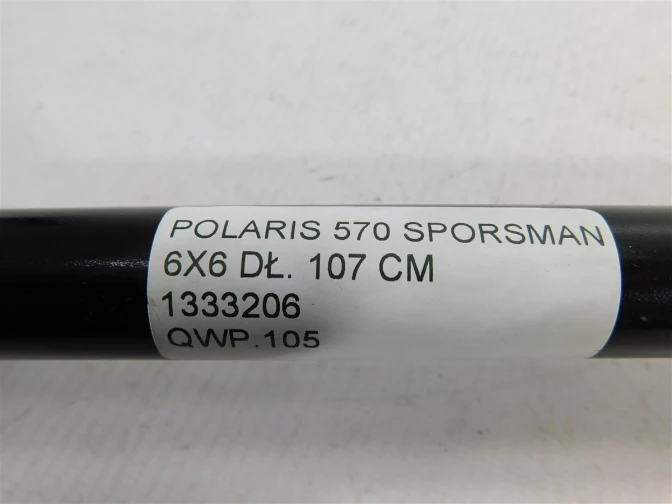 POLARIS 570 SPORSMAN
6X6 DŁ. 107 CM
1333206
QWP.105